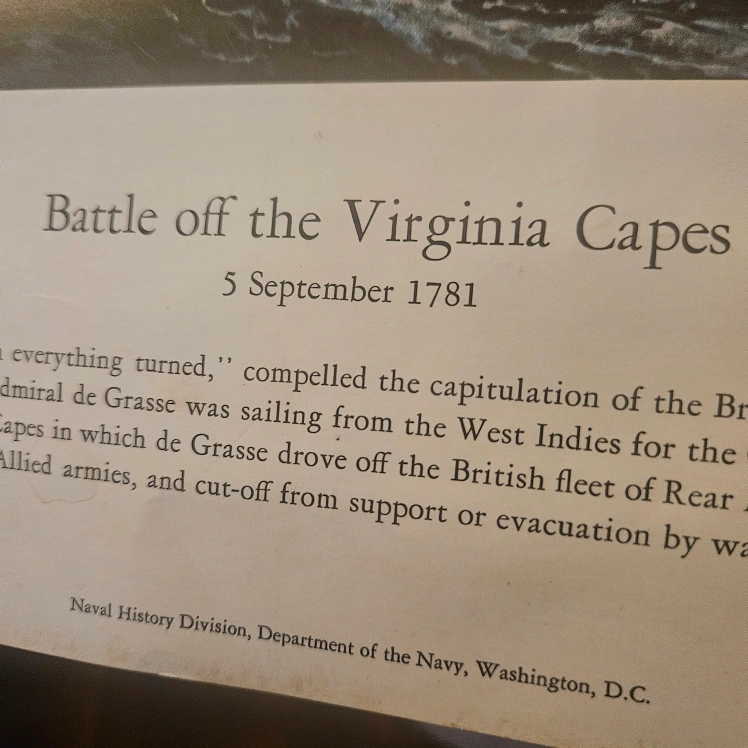 Battle off the Virginia Capes
5 September 1781
everything turned,'' compelled the capitulation of the Br
dmiral de Grasse was sailing from the West Indies for the
apes in which de Grasse drove off the British fleet of Rear
Allied armies, and cut-off from support or evacuation by wa
Naval History Division, Department of the Navy, Washington, D.C.